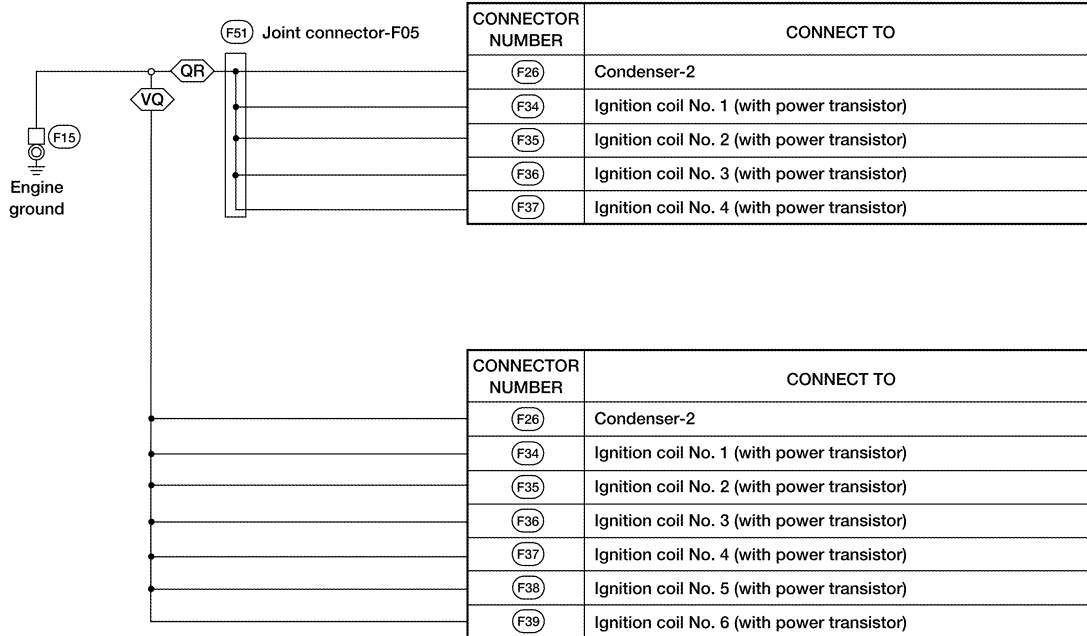 F51 Joint connector-F05
CONNECTOR NUMBER CONNECT TO
QR
VQ
F15
Engine
ground
F26 Condenser-2
F34 Ignition coil No. 1 (with power transistor)
F35 Ignition coil No. 2 (with power transistor)
F36 Ignition coil No. 3 (with power transistor)
F37 Ignition coil No. 4 (with power transistor)
CONNECTOR NUMBER CONNECT TO
F26 Condenser-2
F34 Ignition coil No. 1 (with power transistor)
F35 Ignition coil No. 2 (with power transistor)
F36 Ignition coil No. 3 (with power transistor)
F37 Ignition coil No. 4 (with power transistor)
F38 Ignition coil No. 5 (with power transistor)
F39 Ignition coil No. 6 (with power transistor)